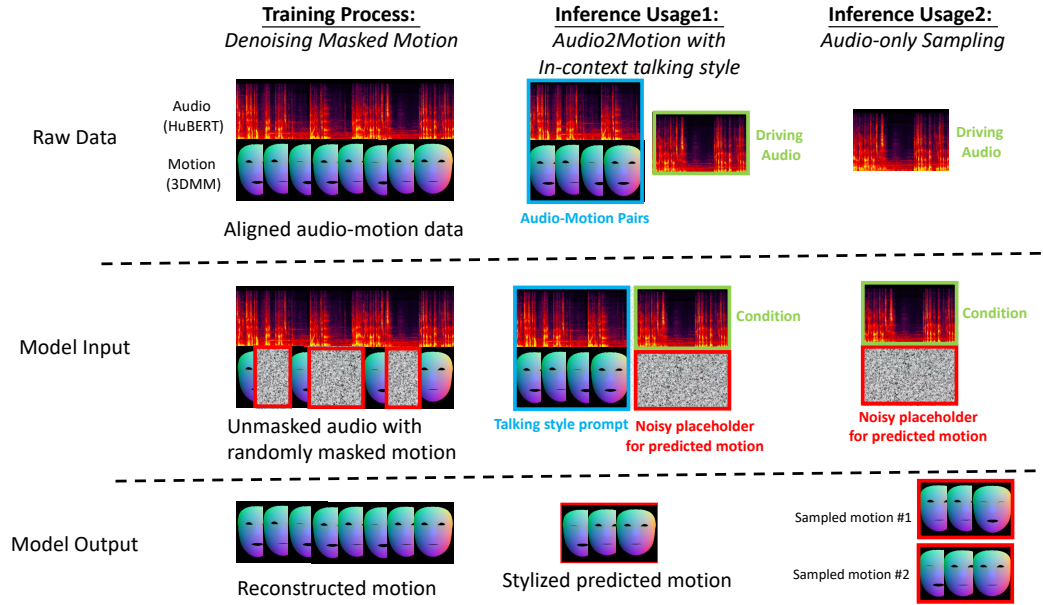 Training Process:
Denoising Masked Motion
Inference Usage1:
Audio2Motion with
In-context talking style
Inference Usage2:
Audio-only Sampling
Raw Data
Audio
(HuBERT)
Motion
(3DMM)
Aligned audio-motion data
Audio-Motion Pairs
Driving
Audio
Driving
Audio
Model Input
Unmasked audio with
randomly masked motion
Talking style prompt
Condition
Noisy placeholder
for predicted motion
Condition
Noisy placeholder
for predicted motion
Model Output
Reconstructed motion
Stylized predicted motion
Sampled motion #1
Sampled motion #2